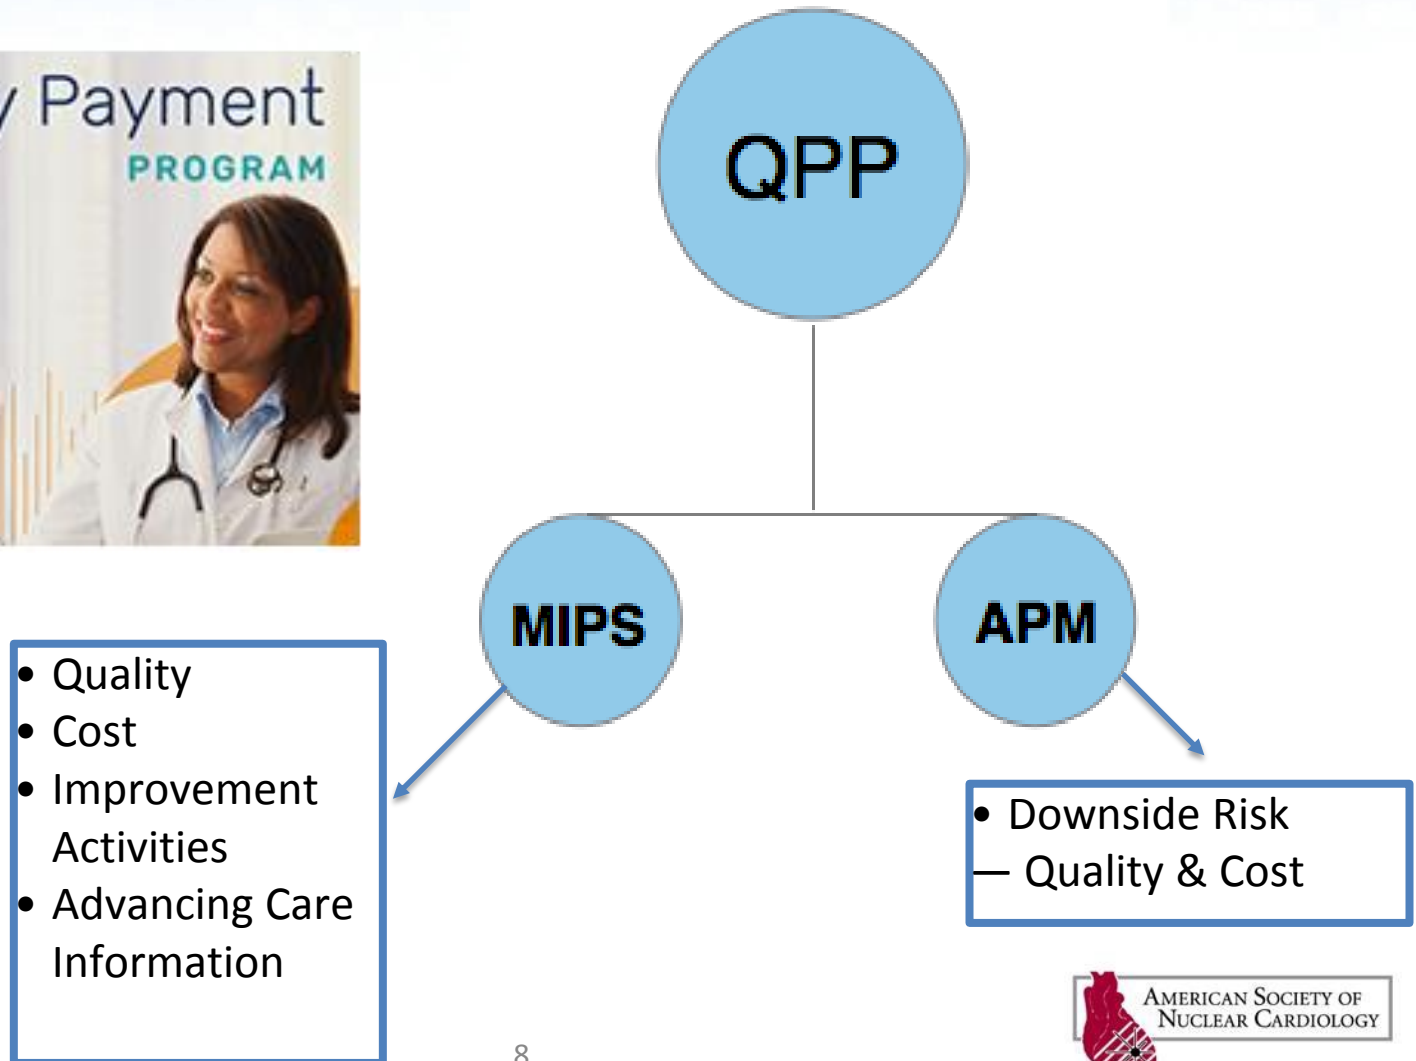 y Payment
PROGRAM
QPP
MIPS
APM
• Quality
• Cost
• Improvement
Activities
• Advancing Care
Information
• Downside Risk
— Quality & Cost
8
AMERICAN SOCIETY OF
NUCLEAR CARDIOLOGY